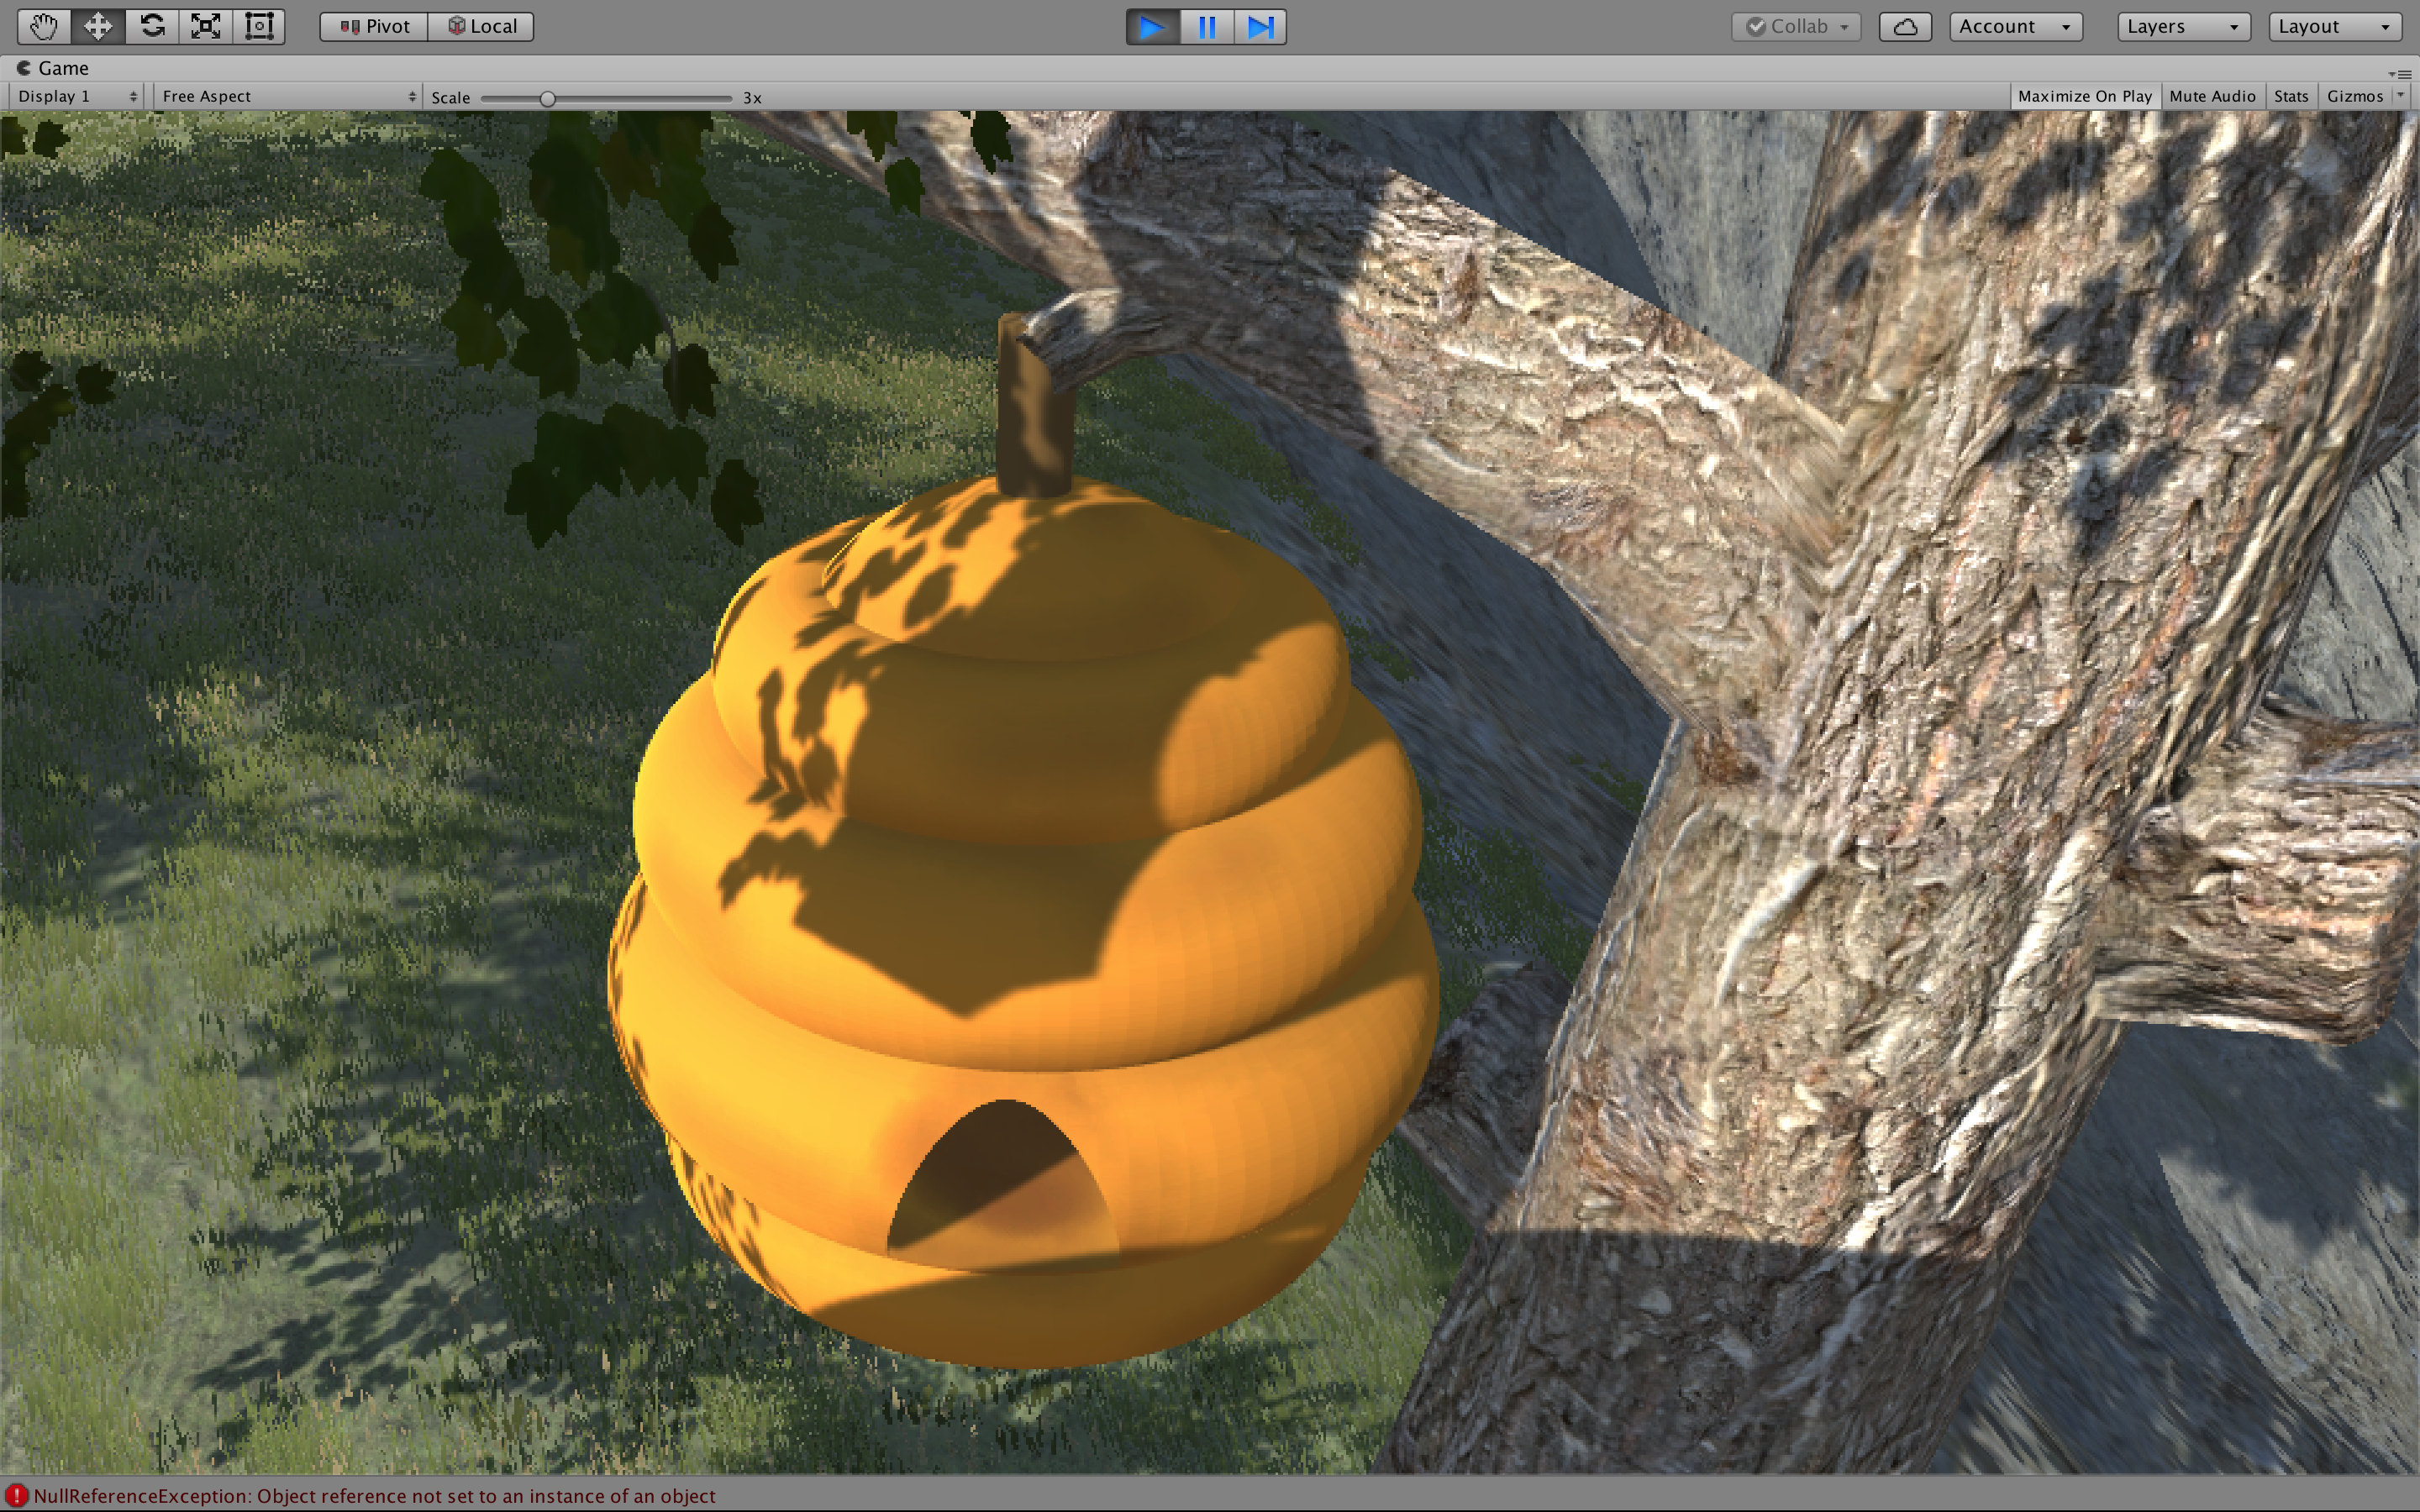 Pivot Local Collab Account Layers Layout
Game
Display 1 Free Aspect Scale 3x Maximize On Play Mute Audio Stats Gizmos
NullReferenceException: Object reference not set to an instance of an object